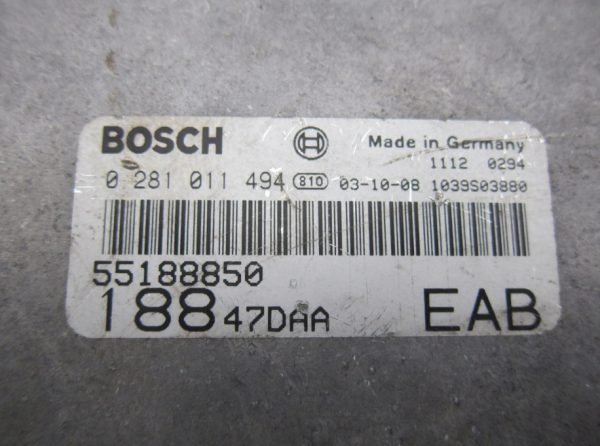 BOSCH Made in Germany
1112 0294
0 281 011 494 810 03-10-08 1039S03880
55188850
188 47DAA EAB